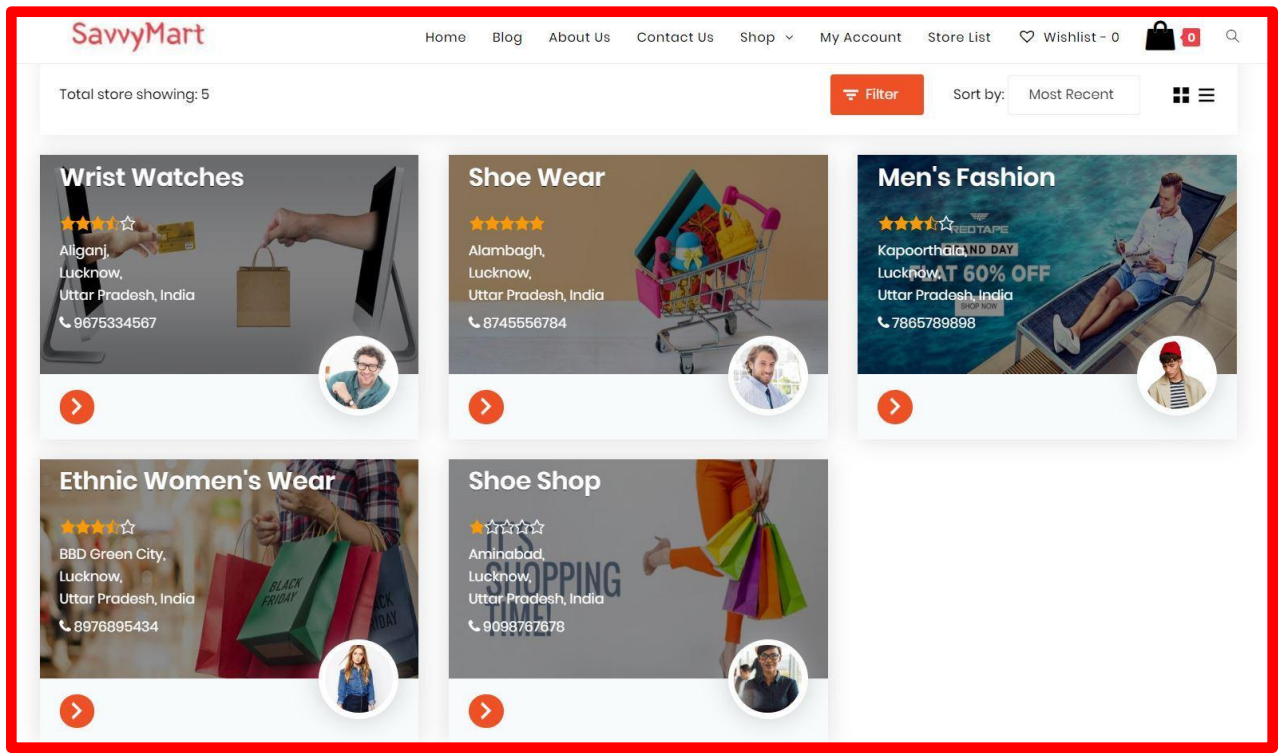 SavvyMart
Home Blog About Us Contact Us Shop My Account Store List Wishlist - 0 0
Total store showing: 5
Filter
Sort by: Most Recent
Wrist Watches
Aliganj,
Lucknow,
Uttar Pradesh, India
9675334567
Shoe Wear
Alambagh,
Lucknow,
Uttar Pradesh, India
8745556784
Men's Fashion
REDTAPE
Kapoorthala,
AND DAY
Lucknow,
FLAT 60% OFF
Uttar Pradesh, India
SHOP NOW
7865789898
Ethnic Women's Wear
BBD Green City,
Lucknow,
Uttar Pradesh, India
8976895434
BLACK
FRIDAY
Shoe Shop
IT'S
SHOPPING
TIME!
Aminabad,
Lucknow,
Uttar Pradesh, India
9098767678